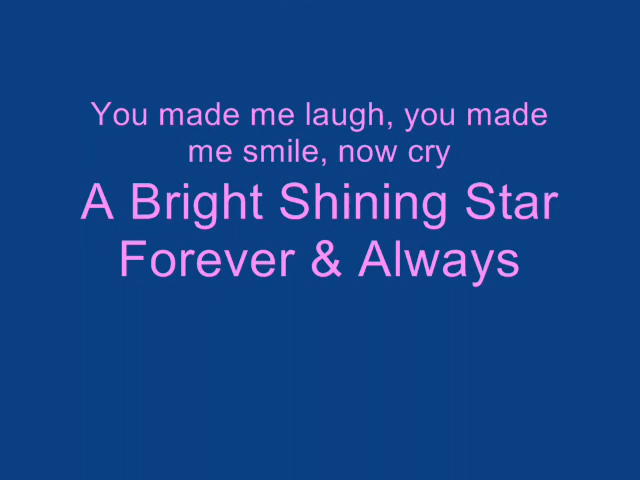 You made me laugh, you made
me smile, now cry
A Bright Shining Star
Forever & Always